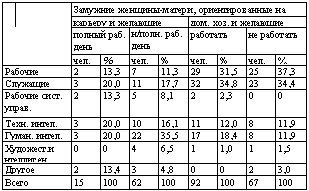 Замужние женщины-матери, ориентированные на
карьеру и желавшие дом. хоз. и желавшие
полный раб. день н/полн. раб. день работать не работать
чел. % чел. % чел. % чел. %
Рабочие 2 13,3 7 11,3 29 31,5 25 37,3
Служащие 3 20,0 11 17,7 32 34,8 23 34,4
Рабочие сист. управ. 2 13,3 5 8,1 2 2,3 0 0
Техн. интел. 3 20,0 10 16,1 11 12,0 8 11,9
Гуман. интел. 3 20,0 22 35,5 17 18,4 8 11,9
Художест.и нтеллиген 0 0 4 6,5 1 1,0 1 1,5
Другое 2 13,4 3 4,8 0 0 2 3,0
Всего 15 100 62 100 92 100 67 100